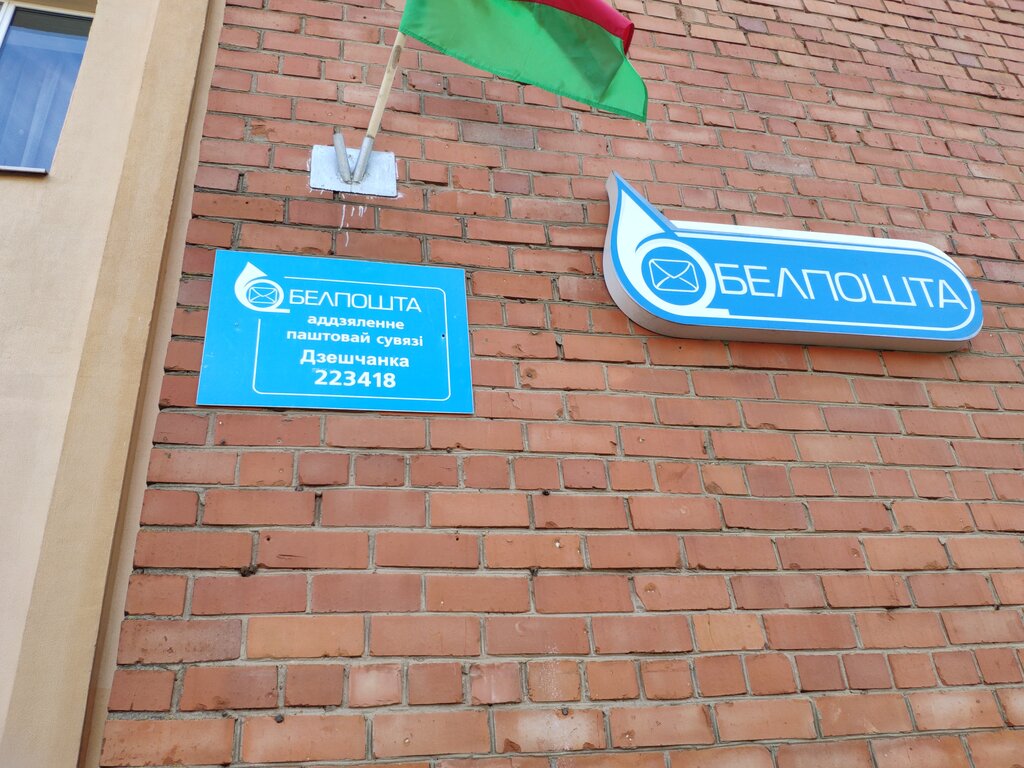 БЕЛПОШТА
аддзяленне
паштовай сувязі
Дзешчанка
223418
БЕЛПОШТА